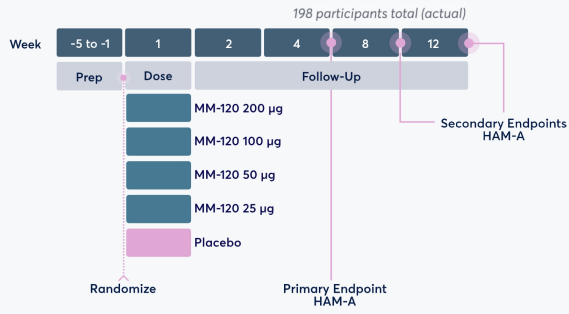 198 participants total (actual)
Week -5 to -1 1 2 4 8 12
Prep Dose Follow-Up
MM-120 200 µg
MM-120 100 µg
MM-120 50 µg
MM-120 25 µg
Placebo
Secondary Endpoints
HAM-A
Randomize
Primary Endpoint
HAM-A